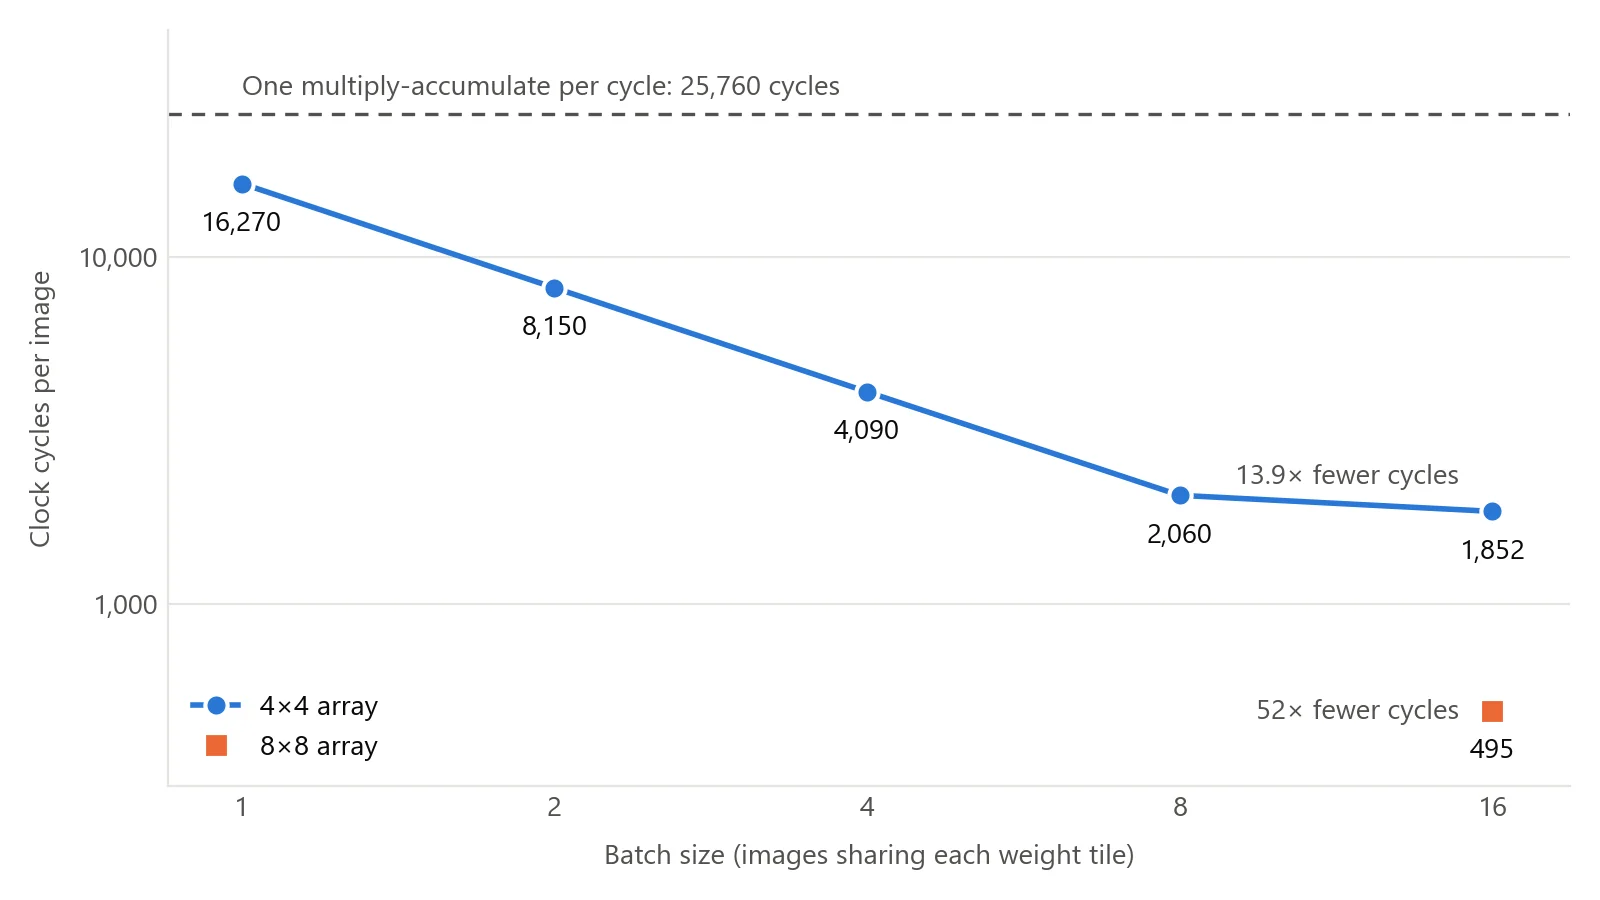 One multiply-accumulate per cycle: 25,760 cycles
16,270
10,000
8,150
Clock cycles per image
4,090
13.9× fewer cycles
2,060
1,852
1,000
4×4 array
8×8 array
52× fewer cycles
495
1
2
4
8
16
Batch size (images sharing each weight tile)